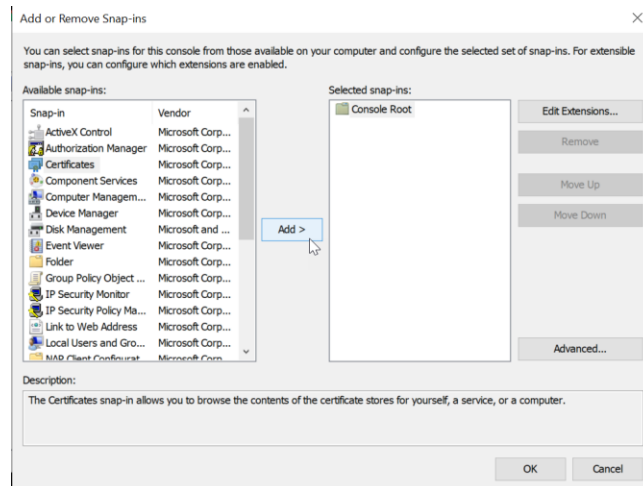 Add or Remove Snap-ins
You can select snap-ins for this console from those available on your computer and configure the selected set of snap-ins. For extensible
snap-ins, you can configure which extensions are enabled.
Available snap-ins:
Snap-in Vendor
ActiveX Control Microsoft Corp...
Authorization Manager Microsoft Corp...
Certificates Microsoft Corp...
Component Services Microsoft Corp...
Computer Managem... Microsoft Corp...
Device Manager Microsoft Corp...
Disk Management Microsoft and ...
Event Viewer Microsoft Corp...
Folder Microsoft Corp...
Group Policy Object ... Microsoft Corp...
IP Security Monitor Microsoft Corp...
IP Security Policy Ma... Microsoft Corp...
Link to Web Address Microsoft Corp...
Local Users and Gro... Microsoft Corp...
NAP Client Configurat Microsoft Corp
Add >
Selected snap-ins:
Console Root
Edit Extensions...
Remove
Move Up
Move Down
Advanced...
Description:
The Certificates snap-in allows you to browse the contents of the certificate stores for yourself, a service, or a computer.
OK Cancel